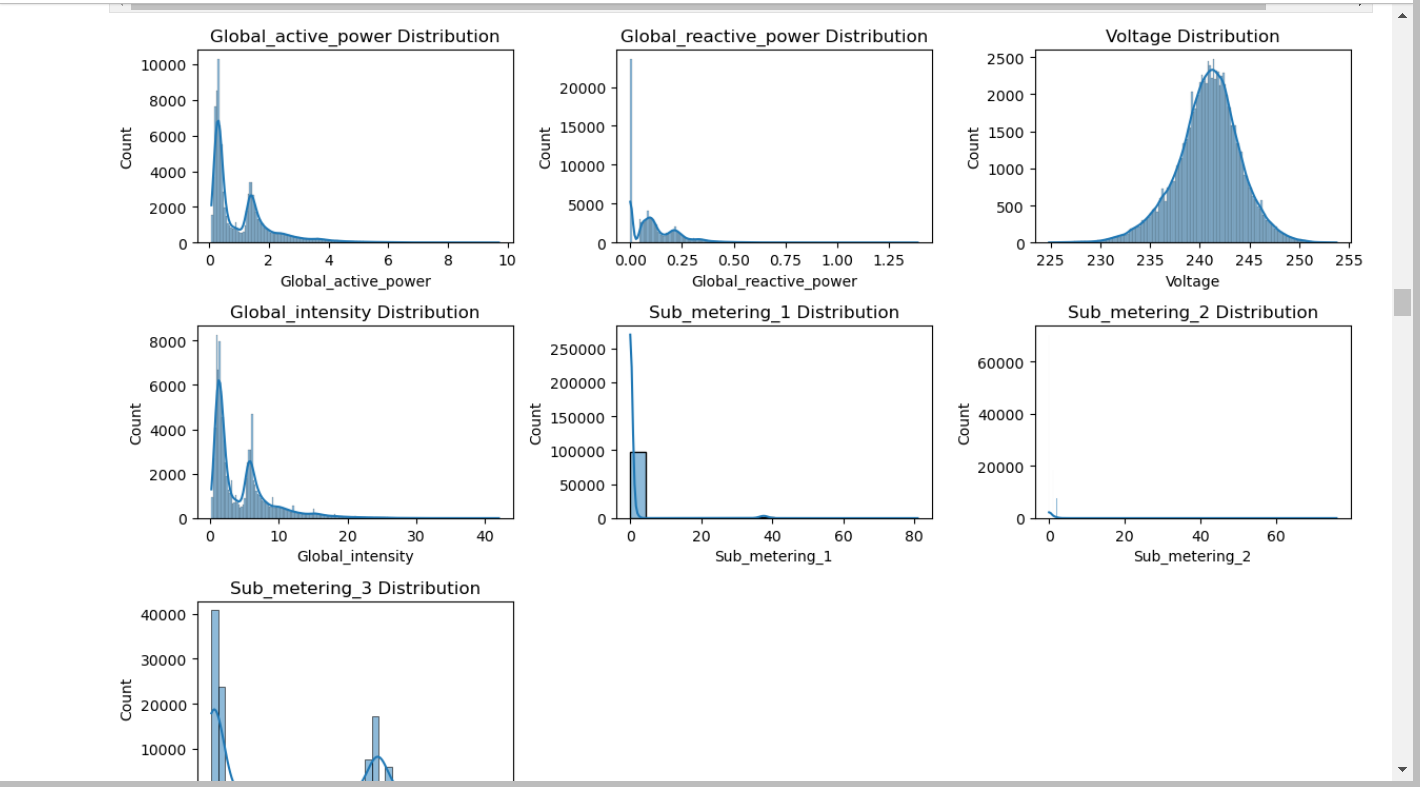 Global_active_power Distribution
Global_reactive_power Distribution
Voltage Distribution
10000
8000
6000
4000
2000
0
Count
0 2 4 6 8 10
Global_active_power
20000
15000
10000
5000
0
Count
0.00 0.25 0.50 0.75 1.00 1.25
Global_reactive_power
2500
2000
1500
1000
500
0
Count
225 230 235 240 245 250 255
Voltage
Global_intensity Distribution
Sub_metering_1 Distribution
Sub_metering_2 Distribution
8000
6000
4000
2000
0
Count
0 10 20 30 40
Global_intensity
250000
200000
150000
100000
50000
0
Count
0 20 40 60 80
Sub_metering_1
60000
40000
20000
0
Count
0 20 40 60
Sub_metering_2
Sub_metering_3 Distribution
40000
30000
20000
10000
Count